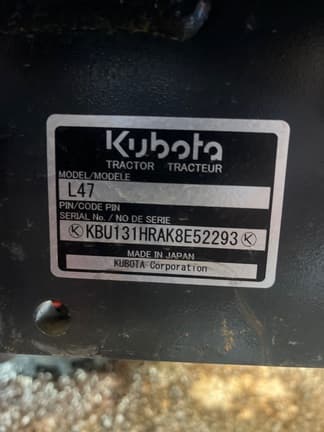 Kubota
TRACTOR TRACTEUR
MODEL/MODELE
L47
PIN/CODE PIN
SERIAL No. / NO DE SERIE
Ⓚ KBU131HRAK8E52293 Ⓚ
MADE IN JAPAN
KUBOTA Corporation